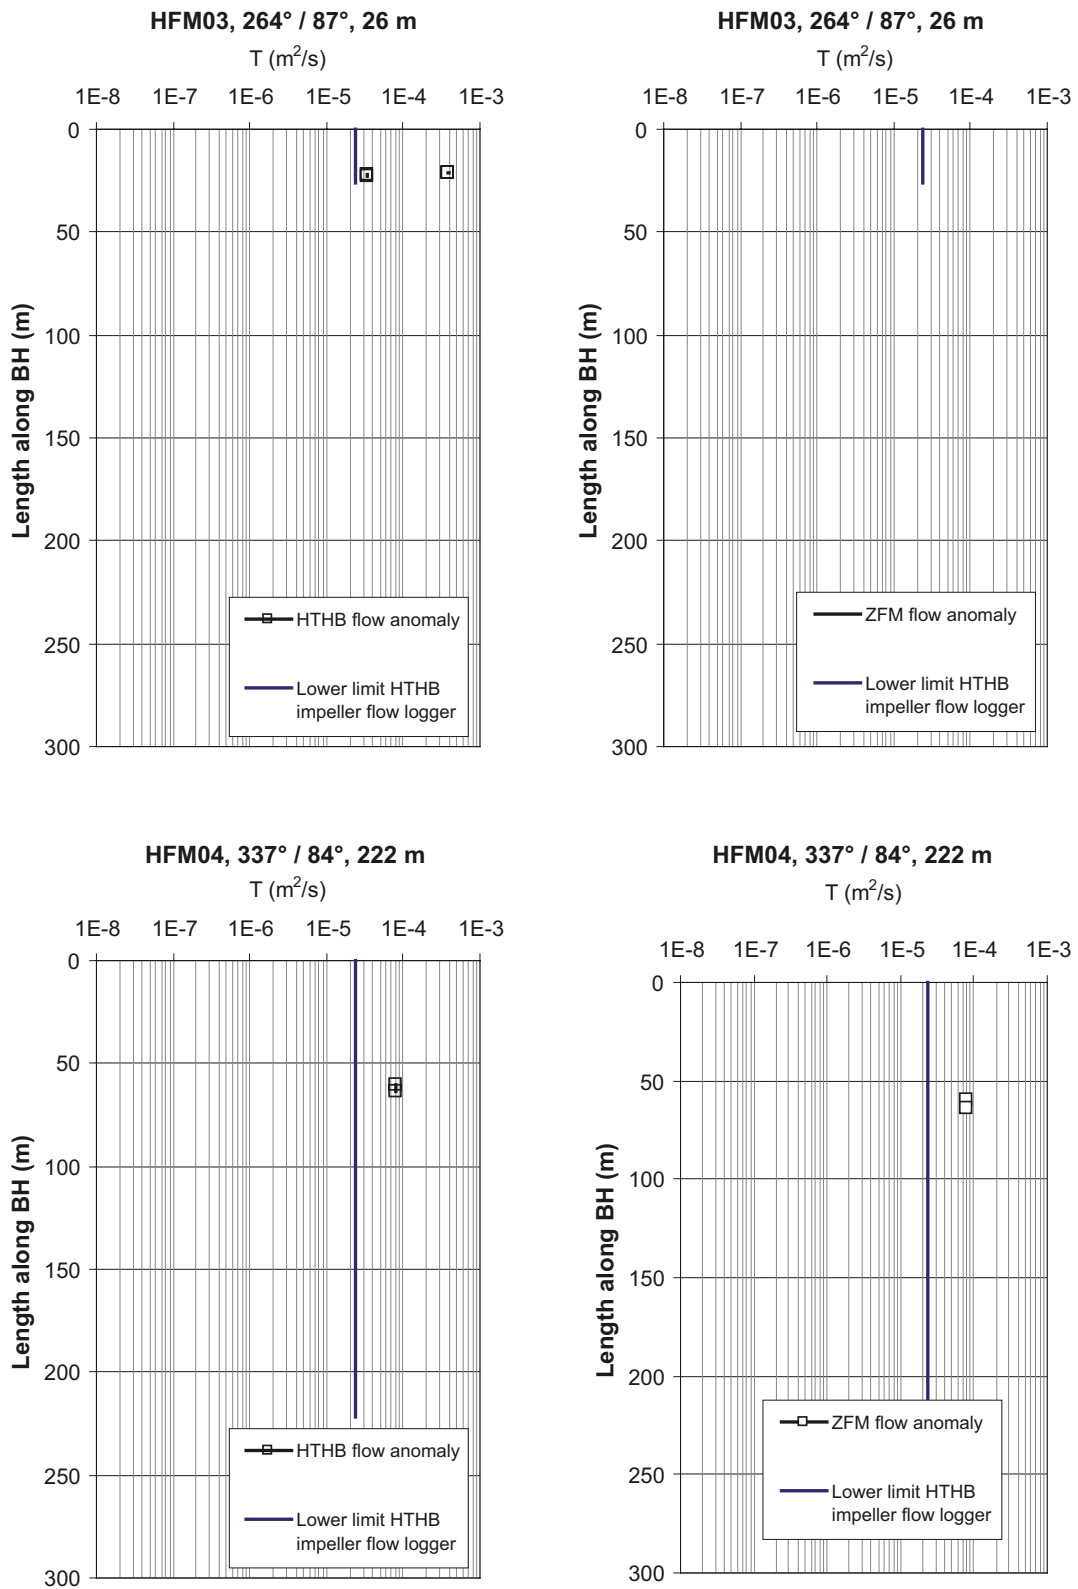 HFM03, 264° / 87°, 26 m
T (m²/s)
1E-8 1E-7 1E-6 1E-5 1E-4 1E-3
0
50
100
150
200
250
300
Length along BH (m)
HTHB flow anomaly
Lower limit HTHB
impeller flow logger
HFM03, 264° / 87°, 26 m
T (m²/s)
1E-8 1E-7 1E-6 1E-5 1E-4 1E-3
0
50
100
150
200
250
300
Length along BH (m)
ZFM flow anomaly
Lower limit HTHB
impeller flow logger
HFM04, 337° / 84°, 222 m
T (m²/s)
1E-8 1E-7 1E-6 1E-5 1E-4 1E-3
0
50
100
150
200
250
300
Length along BH (m)
HTHB flow anomaly
Lower limit HTHB
impeller flow logger
HFM04, 337° / 84°, 222 m
T (m²/s)
1E-8 1E-7 1E-6 1E-5 1E-4 1E-3
0
50
100
150
200
250
300
Length along BH (m)
ZFM flow anomaly
Lower limit HTHB
impeller flow logger